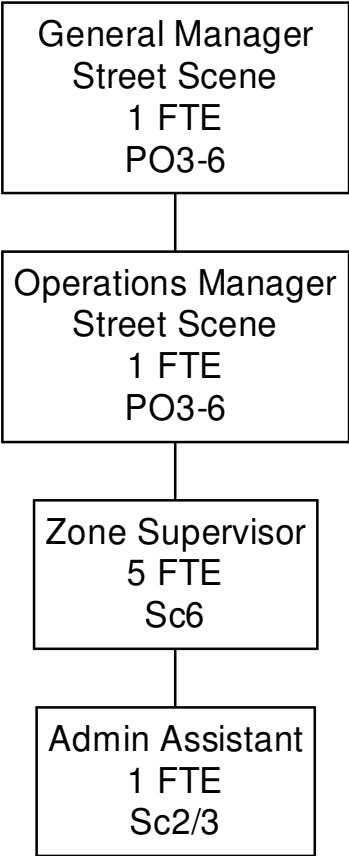 General Manager
Street Scene
1 FTE
PO3-6
Operations Manager
Street Scene
1 FTE
PO3-6
Zone Supervisor
5 FTE
Sc6
Admin Assistant
1 FTE
Sc2/3